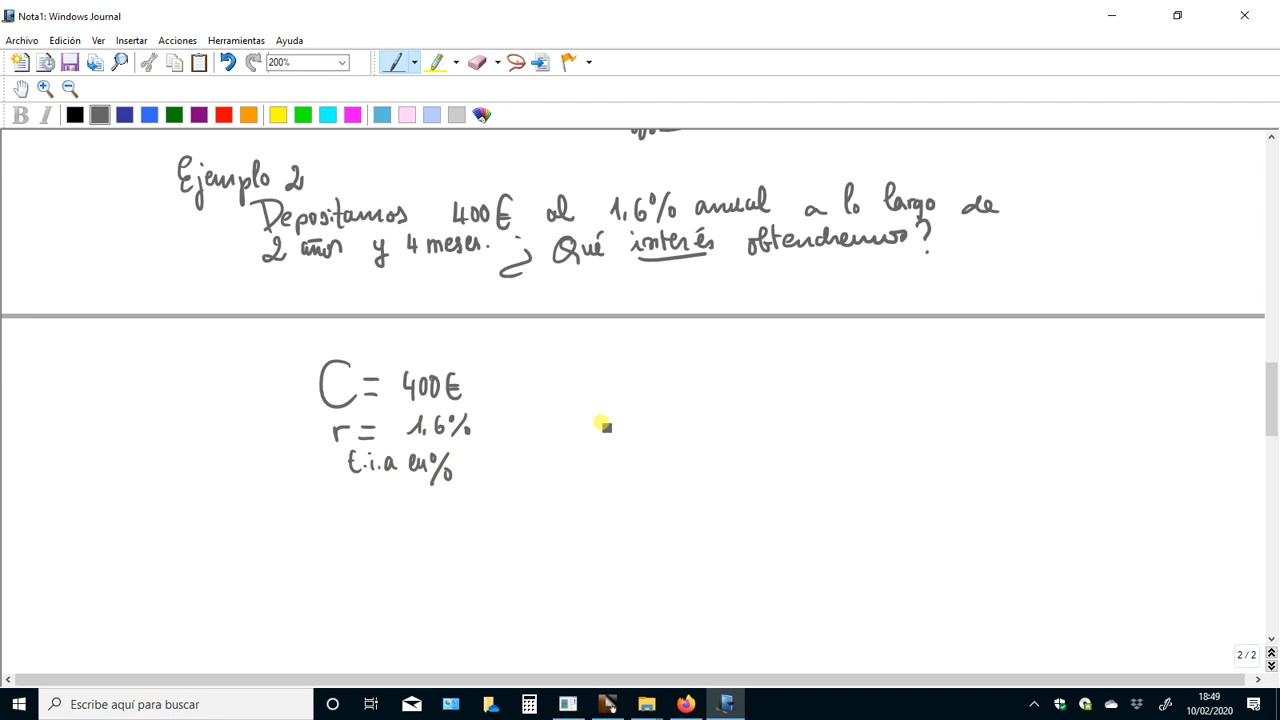 Nota1: Windows Journal
Archivo Edición Ver Insertar Acciones Herramientas Ayuda
200%
B I
Ejemplo 2
Depositamos 400€ al 1,6% anual a lo largo de
2 años y 4 meses. ¿Qué interés obtendremos?
C = 400€
r = 1,6%
t.i.a en %
2 / 2
Escribe aquí para buscar
18:49
10/02/2020